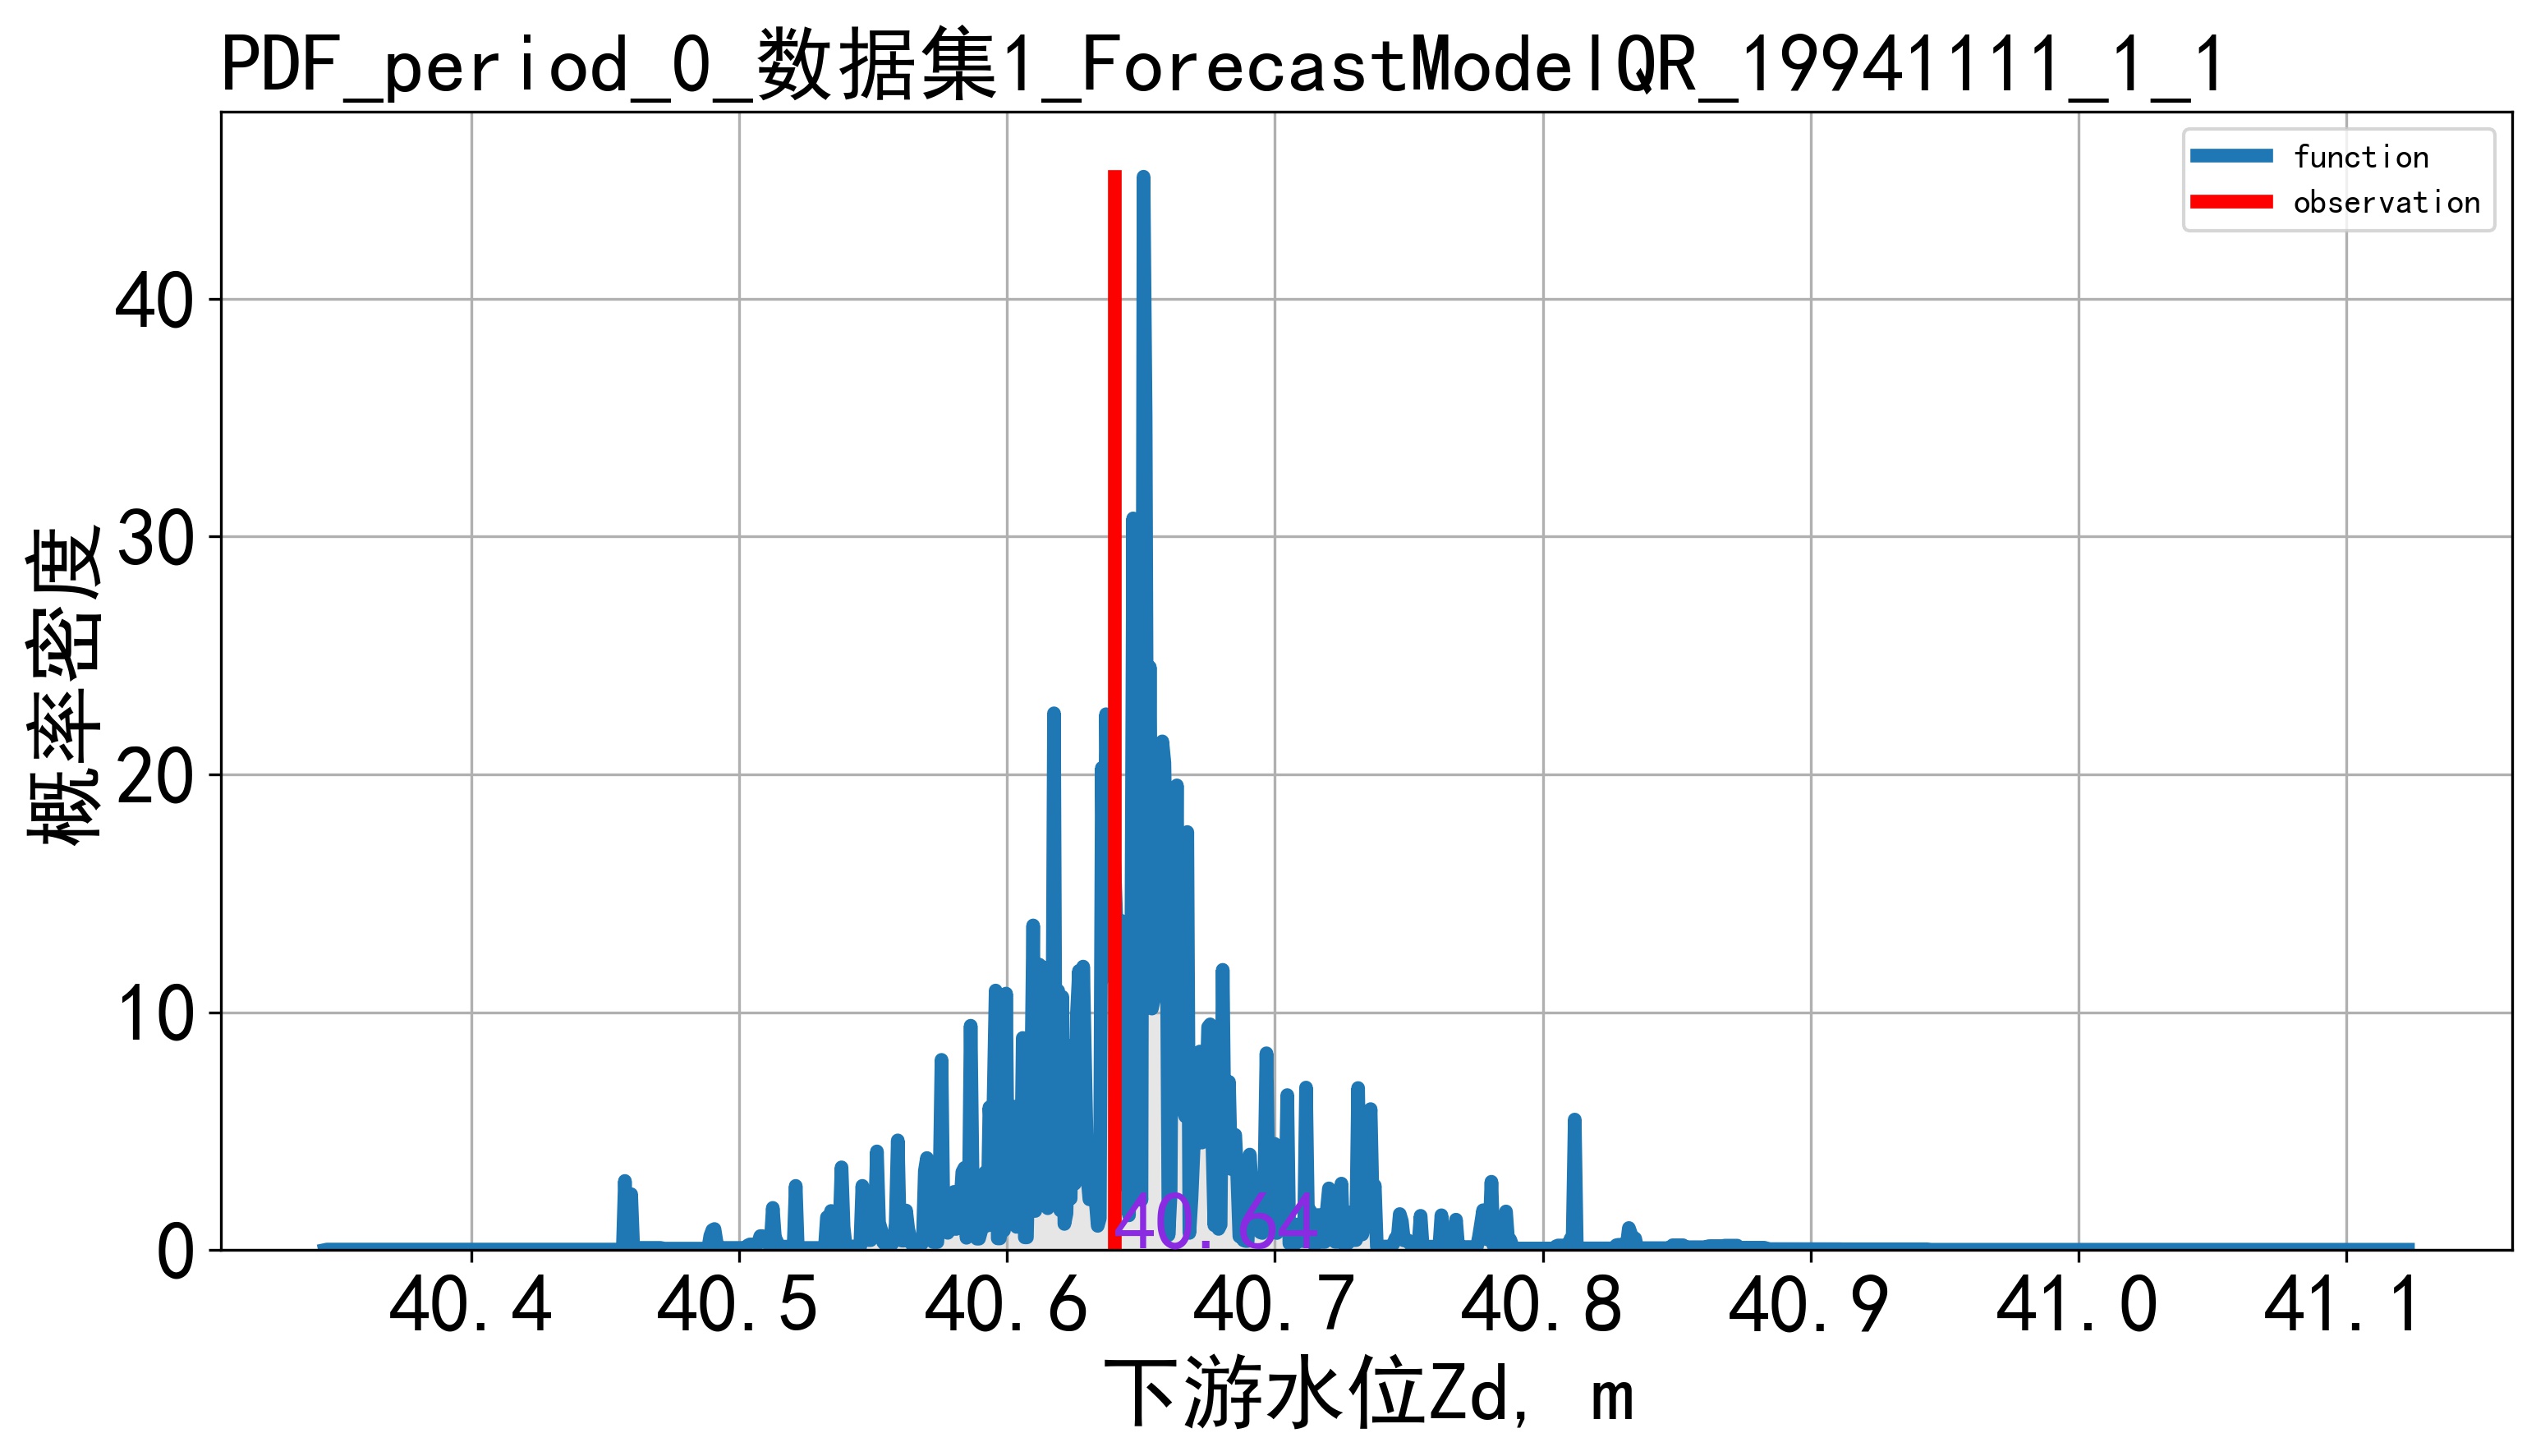 PDF_period_0_数据集1_ForecastModelQR_19941111_1_1
function
observation
概率密度
40
30
20
10
0
40.64
40.4 40.5 40.6 40.7 40.8 40.9 41.0 41.1
下游水位Zd, m